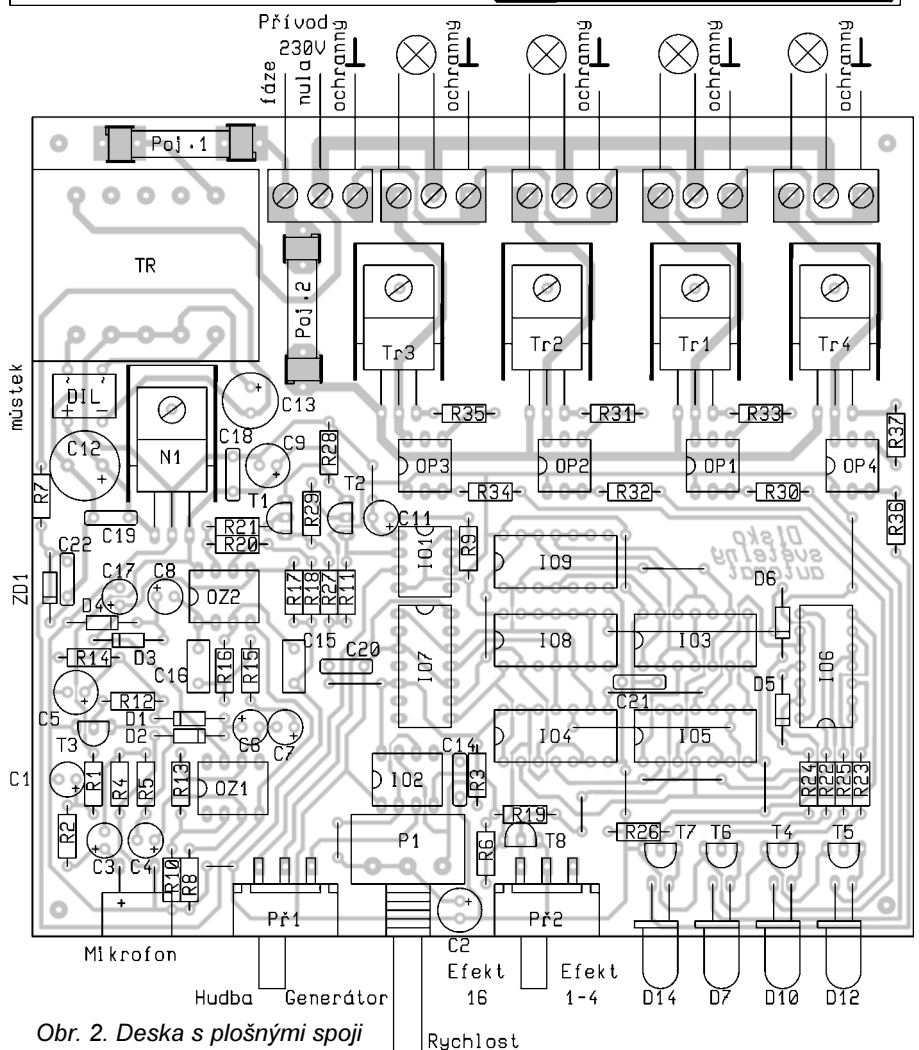 Přívod
230V
fáze
nula
ochranný
ochranný
ochranný
ochranný
ochranný
Poj.1
TR
Poj.2
Tr3
Tr2
Tr1
Tr4
můstek
DIL
~ ~
+ −
C13
R35
R31
R33
R37
C12
N1
C18
C9
R28
OP3
OP2
OP1
OP4
R7
T1
R29
T2
R34
R32
R30
C19
R21
C11
R36
R20
IO1
R9
IO9
Disko
světelný
automat
C22
ZD1
C17
C8
OZ2
R17
R18
R27
R11
D6
D4
D3
IO8
IO3
R14
C16
R16
R15
C15
C20
IO7
IO6
C5
R12
C21
D5
D1
D2
T3
C6
C7
IO4
IO5
C1
R1
R4
R5
R13
OZ1
IO2
C14
R3
R24
R22
R25
R23
R2
C3
C4
P1
R19
R6
T8
R26
T7
T6
T4
T5
R10
R8
+
Př1
C2
Př2
Mikrofon
Hudba
Generátor
Efekt
16
Efekt
1-4
D14
D7
D10
D12
Obr. 2. Deska s plošnými spoji
Rychlost